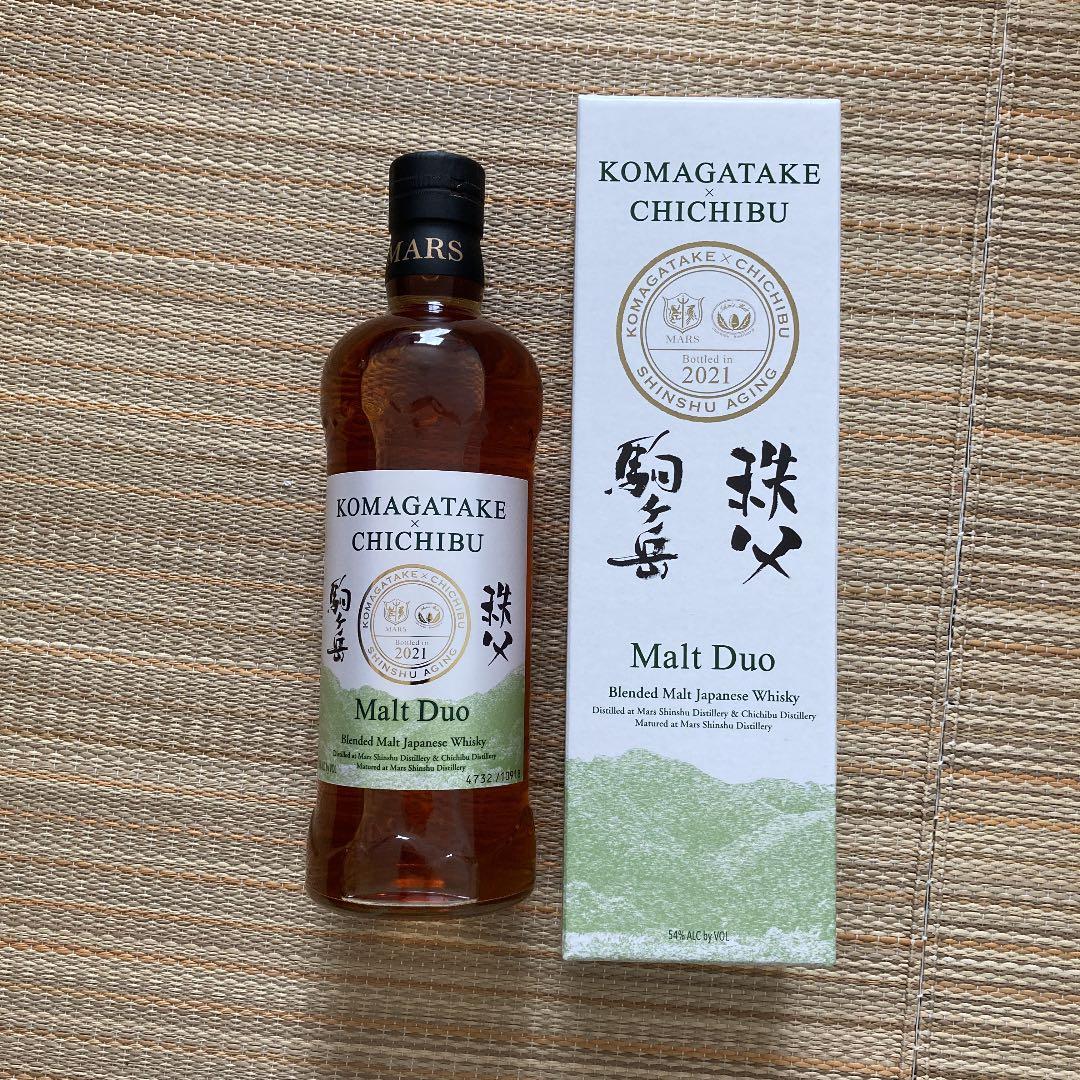 MARS
KOMAGATAKE
×
CHICHIBU
駒ヶ岳
秩父
KOMAGATAKE×CHICHIBU
MARS
Bottled in
2021
SHINSHU AGING
Malt Duo
Blended Malt Japanese Whisky
Distilled at Mars Shinshu Distillery & Chichibu Distillery
Matured at Mars Shinshu Distillery
VOL
4732/10918
KOMAGATAKE
×
CHICHIBU
KOMAGATAKE×CHICHIBU
MARS
Bottled in
2021
SHINSHU AGING
駒ヶ岳
秩父
Malt Duo
Blended Malt Japanese Whisky
Distilled at Mars Shinshu Distillery & Chichibu Distillery
Matured at Mars Shinshu Distillery
54% ALC by VOL